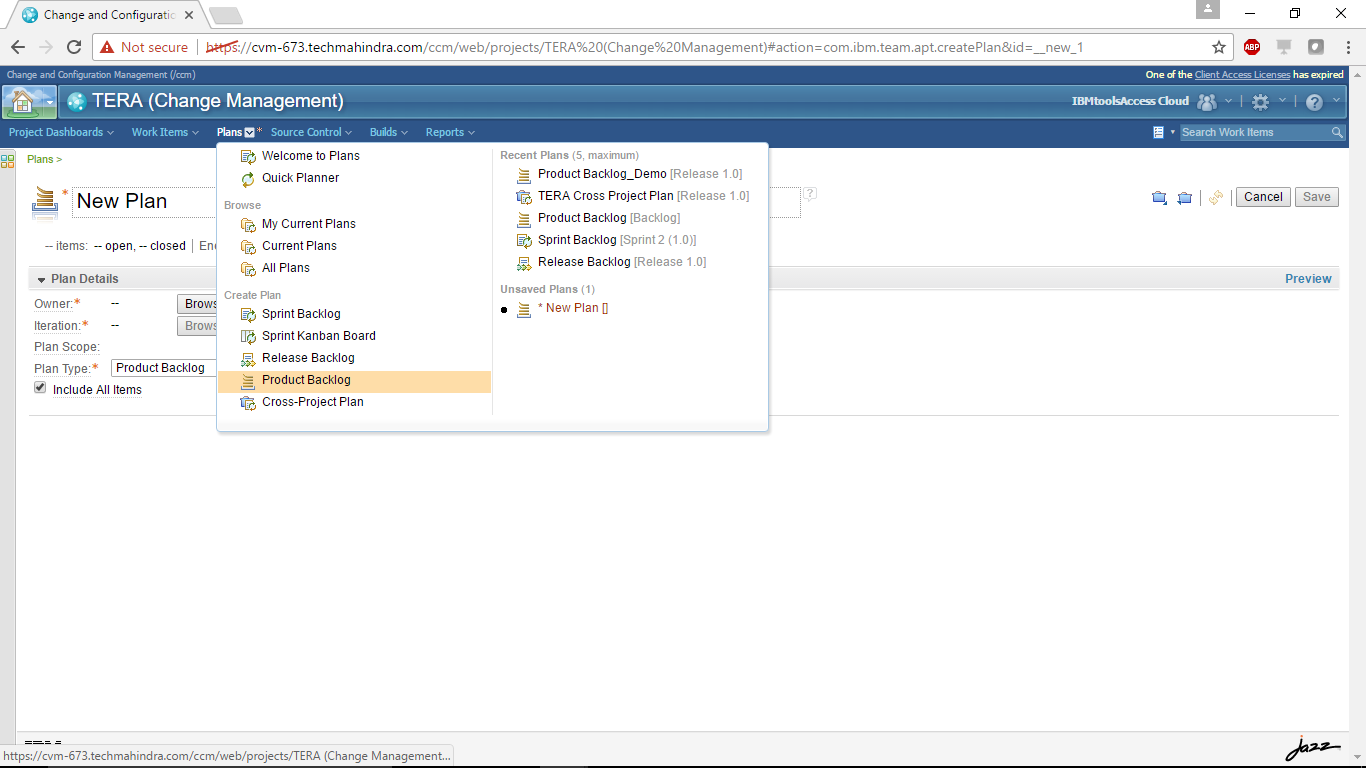 Change and Configuratio
Not secure
https://cvm-673.techmahindra.com/ccm/web/projects/TERA%20(Change%20Management)#action=com.ibm.team.apt.createPlan&id=__new_1
ABP
Change and Configuration Management (/ccm)
One of the Client Access Licenses has expired
TERA (Change Management)
IBMtoolsAccess Cloud
Project Dashboards
Work Items
Plans *
Source Control
Builds
Reports
Search Work Items
Plans >
* New Plan
?
Cancel
Save
-- items: -- open, -- closed | En
Plan Details
Preview
Owner:* --
Brows
Iteration:* --
Brows
Plan Scope:
Plan Type:* Product Backlog
Include All Items
Welcome to Plans
Quick Planner
Browse
My Current Plans
Current Plans
All Plans
Create Plan
Sprint Backlog
Sprint Kanban Board
Release Backlog
Product Backlog
Cross-Project Plan
Recent Plans (5, maximum)
Product Backlog_Demo [Release 1.0]
TERA Cross Project Plan [Release 1.0]
Product Backlog [Backlog]
Sprint Backlog [Sprint 2 (1.0)]
Release Backlog [Release 1.0]
Unsaved Plans (1)
* New Plan []
https://cvm-673.techmahindra.com/ccm/web/projects/TERA (Change Management...
jazz